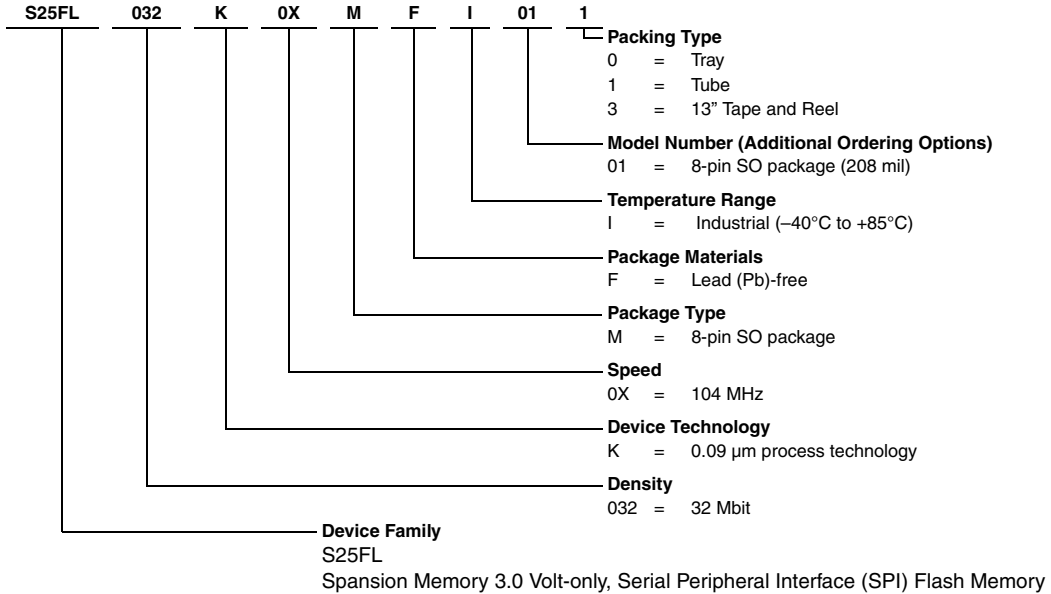 S25FL 032 K 0X M F I 01 1
Packing Type
0 = Tray
1 = Tube
3 = 13” Tape and Reel
Model Number (Additional Ordering Options)
01 = 8-pin SO package (208 mil)
Temperature Range
I = Industrial (–40°C to +85°C)
Package Materials
F = Lead (Pb)-free
Package Type
M = 8-pin SO package
Speed
0X = 104 MHz
Device Technology
K = 0.09 µm process technology
Density
032 = 32 Mbit
Device Family
S25FL
Spansion Memory 3.0 Volt-only, Serial Peripheral Interface (SPI) Flash Memory